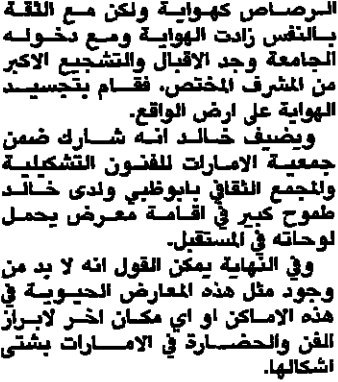 الرصاص كهواية ولكن مع الثقة
بالنفس زادت الهواية ومع دخوله
الجامعة وجد الاقبال والتشجيع الاكبر
من المشرف المختص، فقام بتجسيد
الهواية على ارض الواقع.
ويضيف خالد انه شارك ضمن
جمعية الامارات للفنون التشكيلية
والمجمع الثقافي بابوظبي ولدى خالد
طموح كبير في اقامة معرض يحمل
لوحاته في المستقبل.
وفي النهاية يمكن القول انه لا بد من
وجود مثل هذه المعارض الحيوية في
هذه الاماكن او اي مكان اخر لابراز
الفن والحضارة في الامارات بشتى
اشكالها.